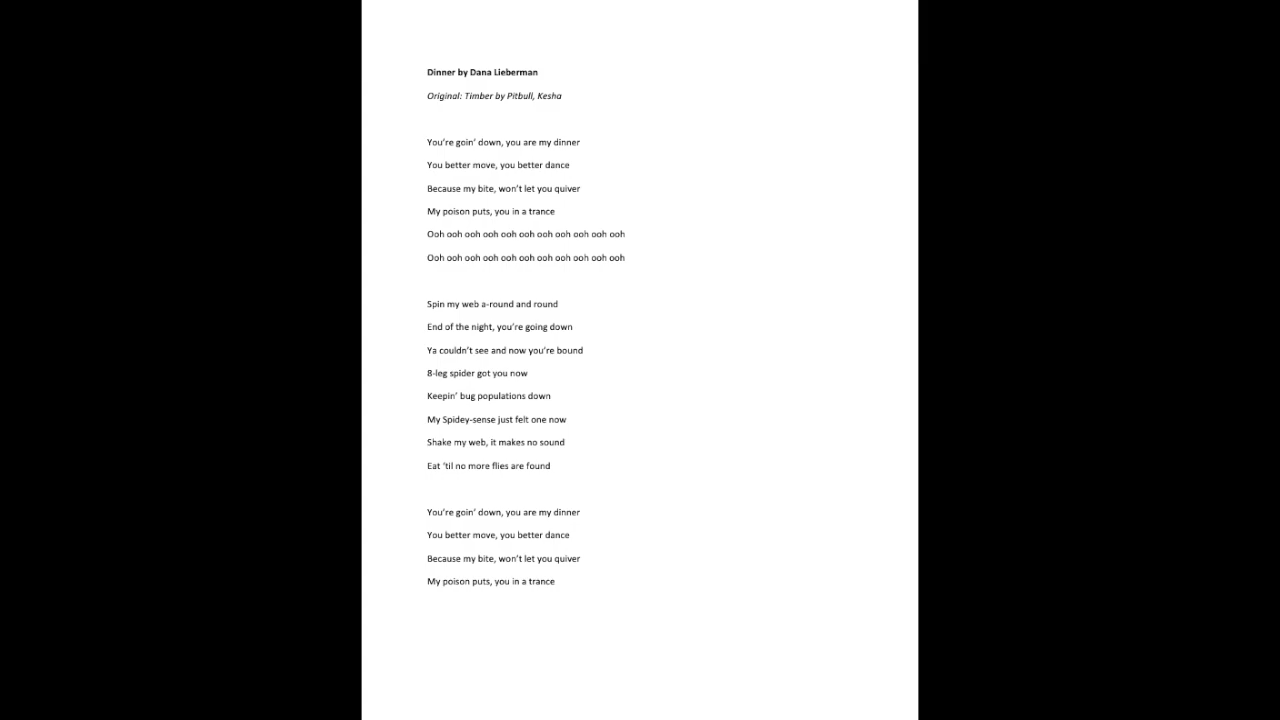 Dinner by Dana Lieberman
Original: Timber by Pitbull, Kesha
You’re goin’ down, you are my dinner
You better move, you better dance
Because my bite, won’t let you quiver
My poison puts, you in a trance
Ooh ooh ooh ooh ooh ooh ooh ooh ooh ooh ooh
Ooh ooh ooh ooh ooh ooh ooh ooh ooh ooh ooh
Spin my web a-round and round
End of the night, you’re going down
Ya couldn’t see and now you’re bound
8-leg spider got you now
Keepin’ bug populations down
My Spidey-sense just felt one now
Shake my web, it makes no sound
Eat ‘til no more flies are found
You’re goin’ down, you are my dinner
You better move, you better dance
Because my bite, won’t let you quiver
My poison puts, you in a trance